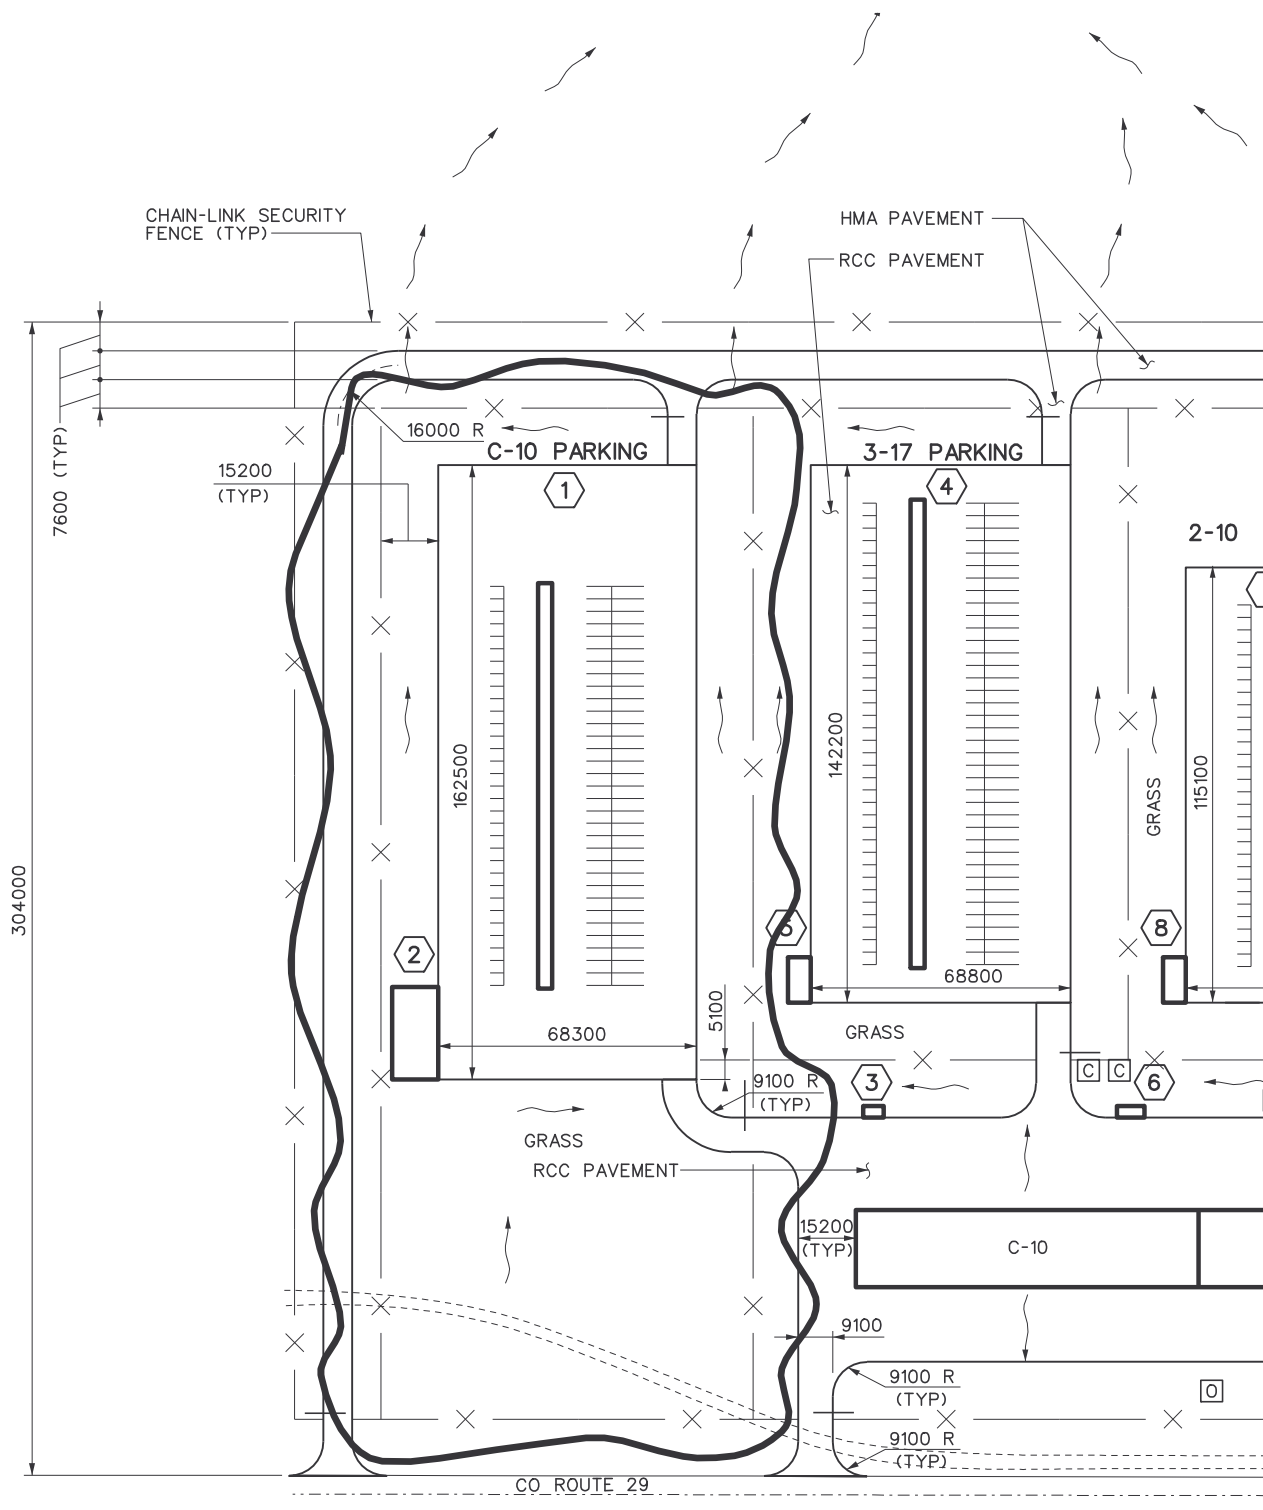 CHAIN-LINK SECURITY
FENCE (TYP)
HMA PAVEMENT
RCC PAVEMENT
7600 (TYP)
16000 R
15200
(TYP)
C-10 PARKING
1
3-17 PARKING
4
2-10
162500
142200
115100
GRASS
304000
2
5
8
68300
5100
68800
GRASS
9100 R
(TYP)
3
C
C
6
GRASS
RCC PAVEMENT
15200
(TYP)
C-10
9100
9100 R
(TYP)
O
9100 R
(TYP)
CO ROUTE 29